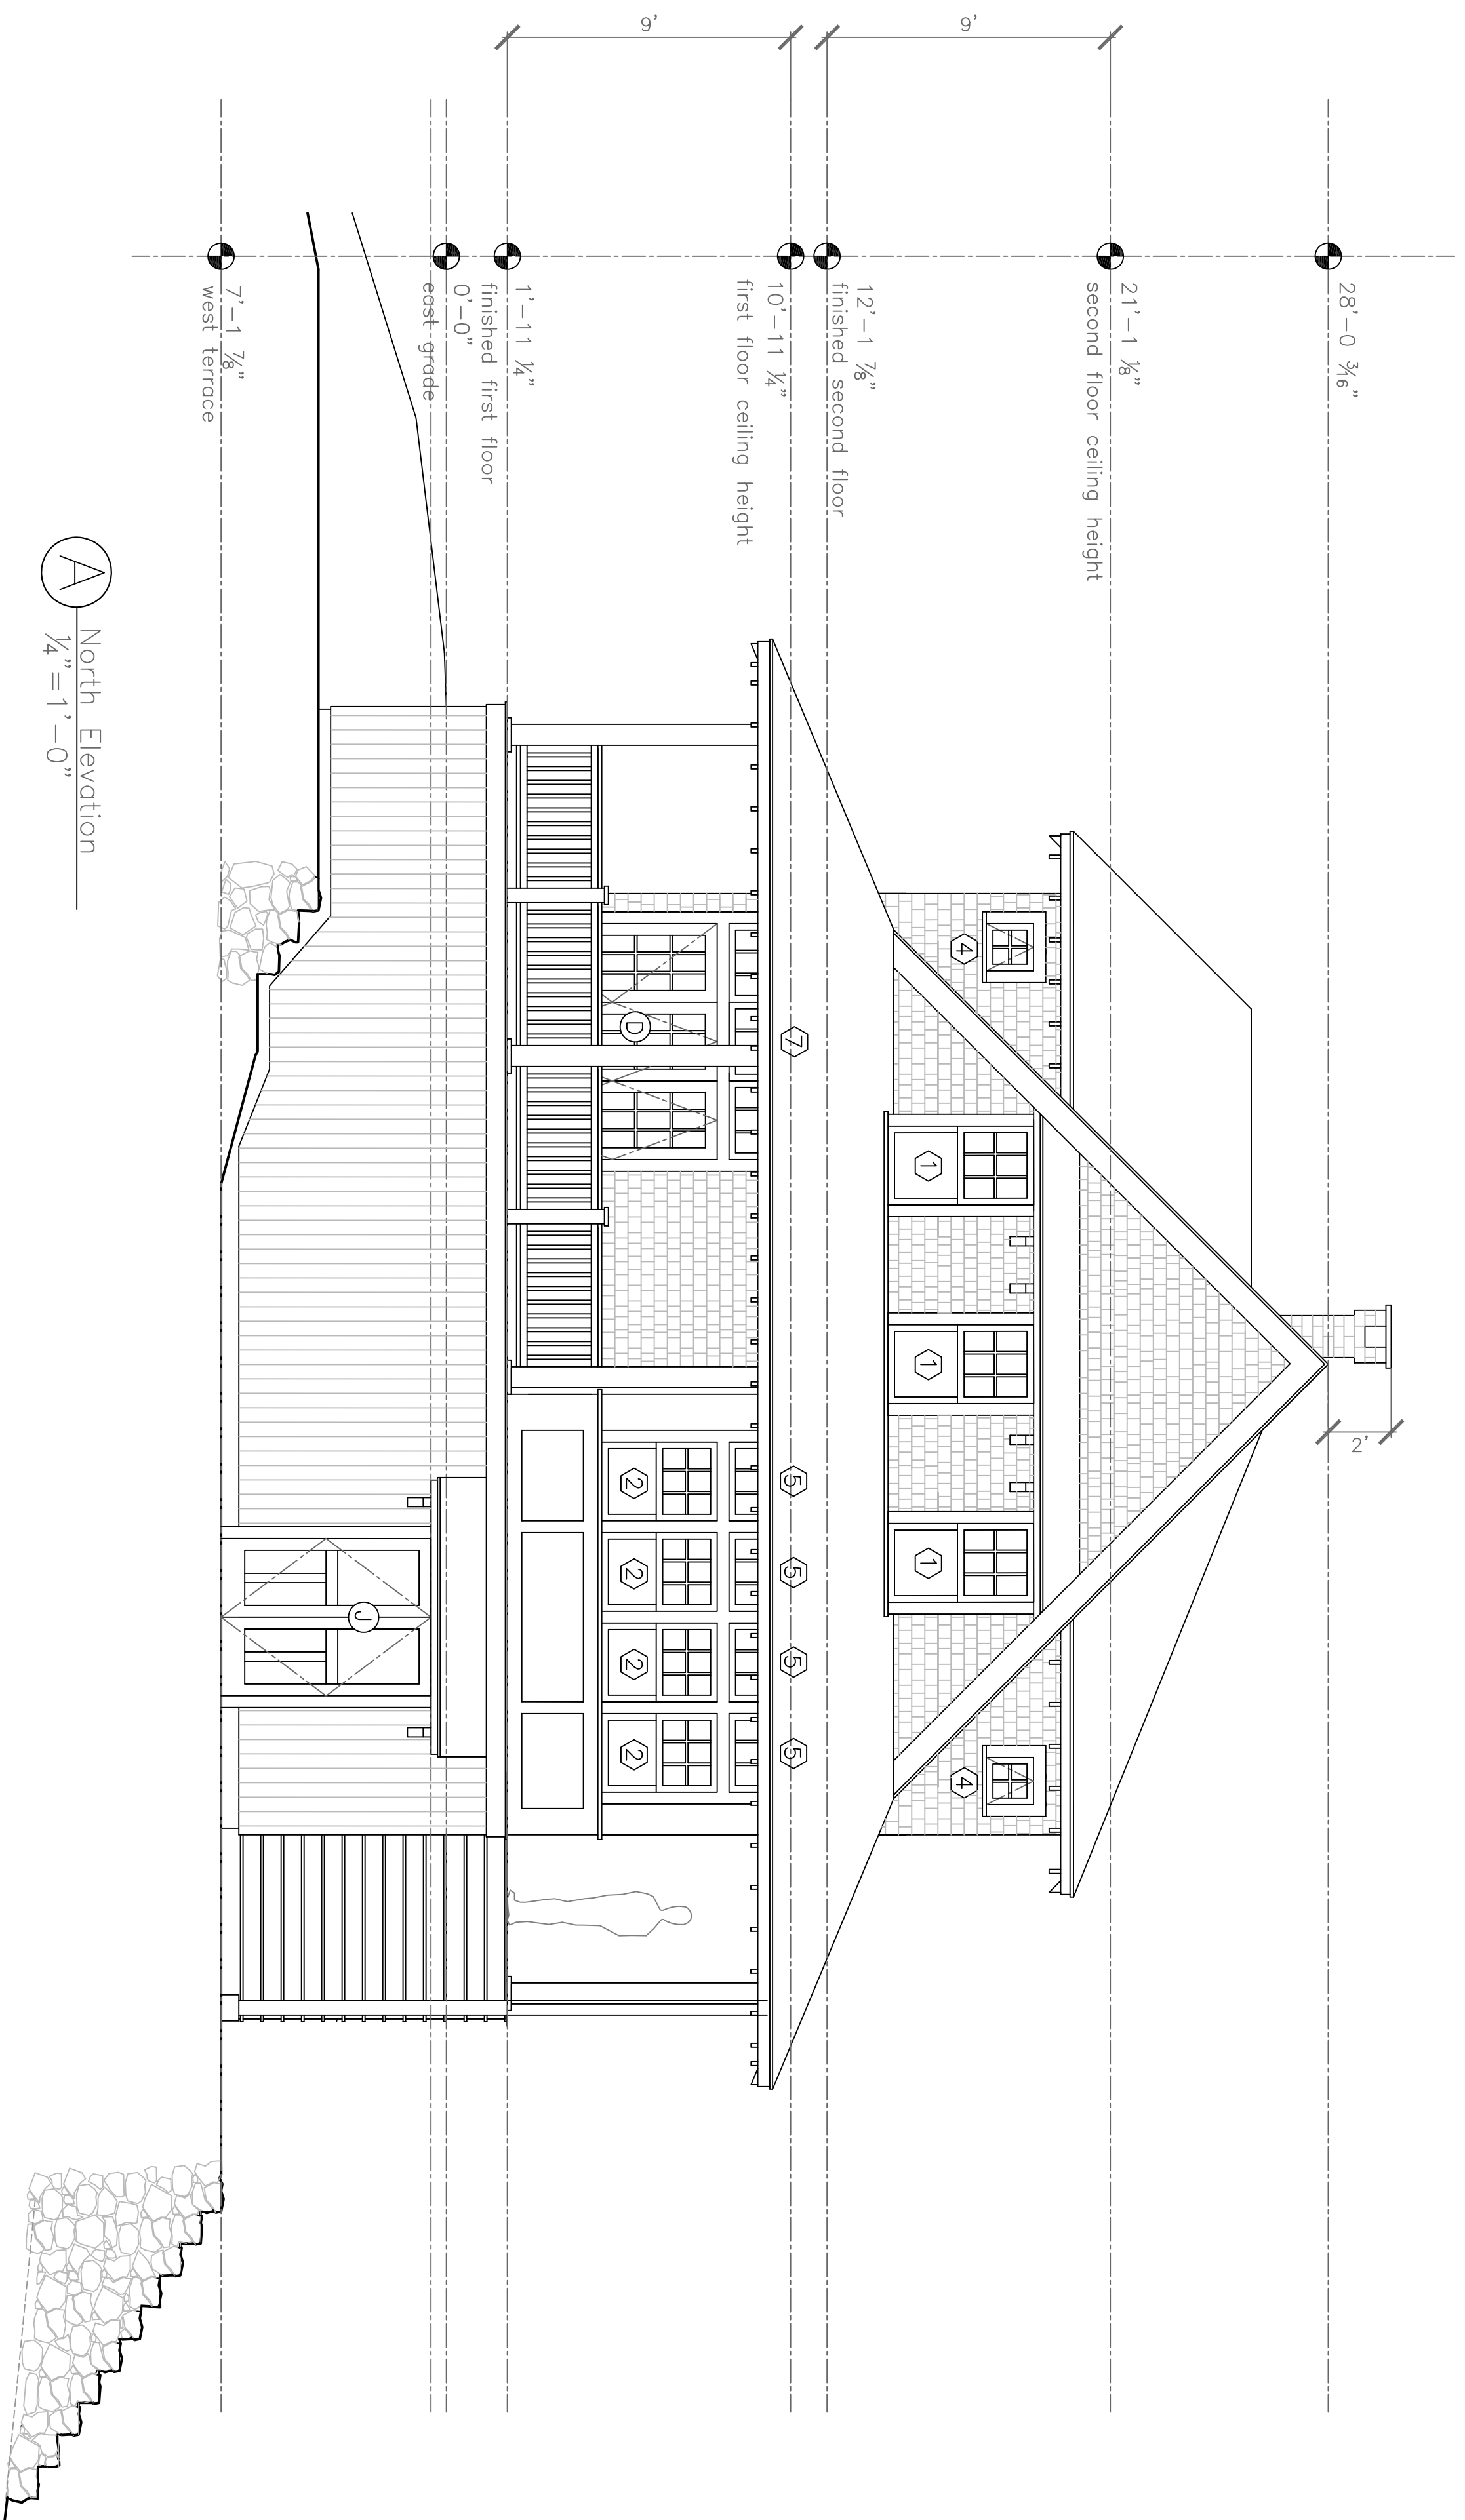 28'-0 3/16"
2'
21'-1 1/8"
second floor ceiling height
9'
4
4
1
1
1
12'-1 7/8"
finished second floor
10'-11 1/4"
first floor ceiling height
7
5
5
5
5
9'
D
2
2
2
2
1'-11 1/4"
finished first floor
0'-0"
east grade
J
7'-1 7/8"
west terrace
A
North Elevation
1/4"=1'-0"